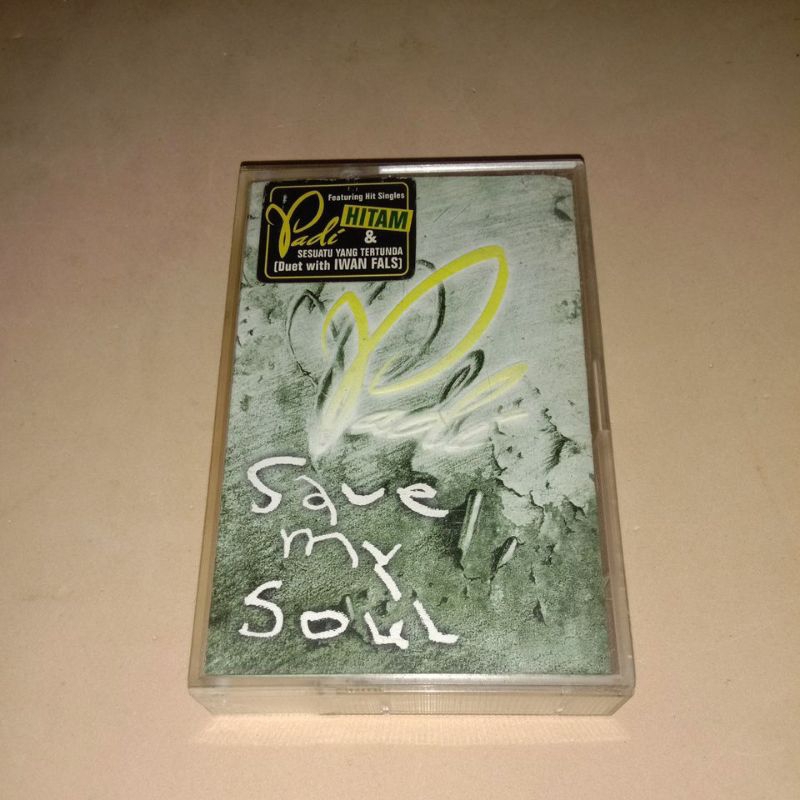 Featuring Hit Singles
Padi HITAM
&
SESUATU YANG TERTUNDA
(Duet with IWAN FALS)
Padi
Save
my
Soul